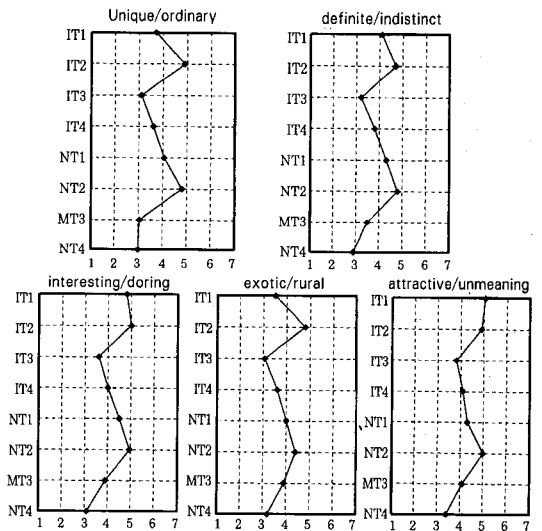 Unique/ordinary
IT1
IT2
IT3
IT4
NT1
NT2
MT3
NT4
1 2 3 4 5 6 7
definite/indistinct
IT1
IT2
IT3
IT4
NT1
NT2
MT3
NT4
1 2 3 4 5 6 7
interesting/doring
IT1
IT2
IT3
IT4
NT1
NT2
MT3
NT4
1 2 3 4 5 6 7
exotic/rural
IT1
IT2
IT3
IT4
NT1
NT2
MT3
NT4
1 2 3 4 5 6 7
attractive/unmeaning
IT1
IT2
IT3
IT4
NT1
NT2
MT3
NT4
1 2 3 4 5 6 7